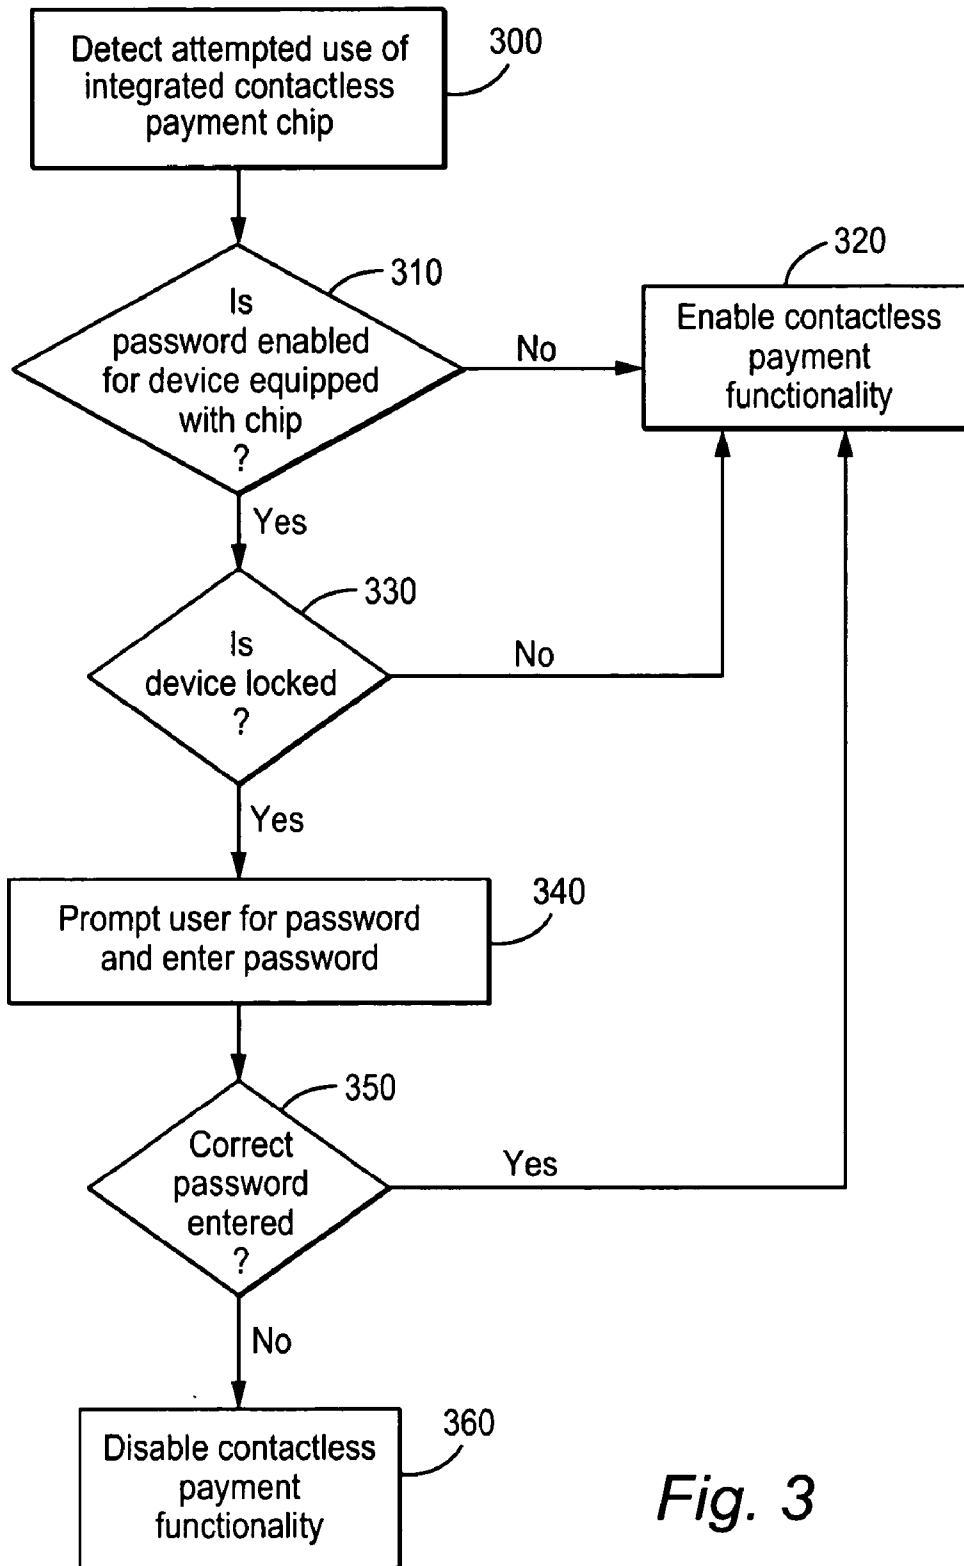 Detect attempted use of
integrated contactless
payment chip
300
310
Is
password enabled
for device equipped
with chip
?
No
320
Enable contactless
payment
functionality
Yes
330
Is
device locked
?
No
Yes
340
Prompt user for password
and enter password
350
Correct
password
entered
?
Yes
No
360
Disable contactless
payment
functionality
Fig. 3